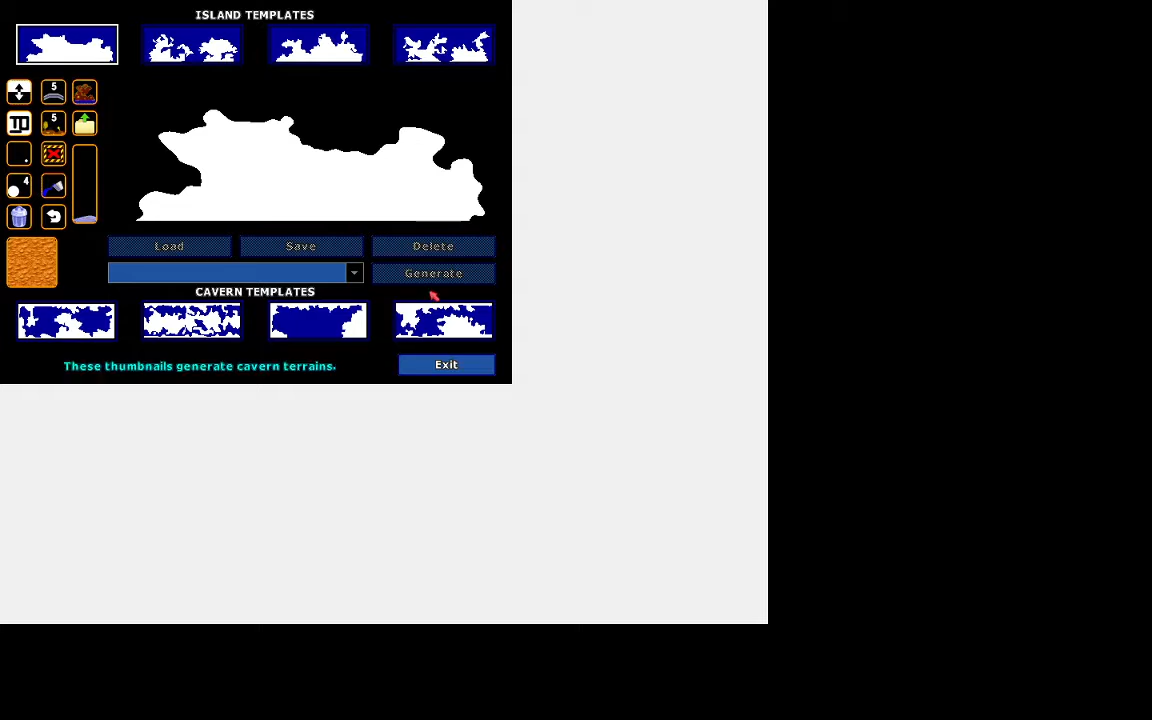 ISLAND TEMPLATES
5
5
4
Load
Save
Delete
Generate
CAVERN TEMPLATES
These thumbnails generate cavern terrains.
Exit